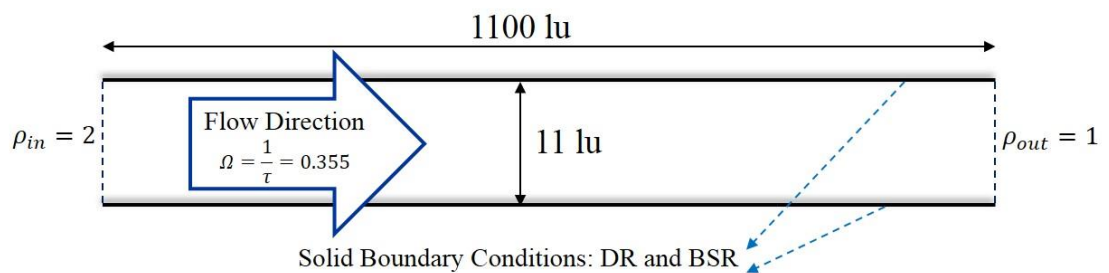 1100 lu
Flow Direction
Ω = 1/τ = 0.355
ρ_in = 2
11 lu
ρ_out = 1
Solid Boundary Conditions: DR and BSR